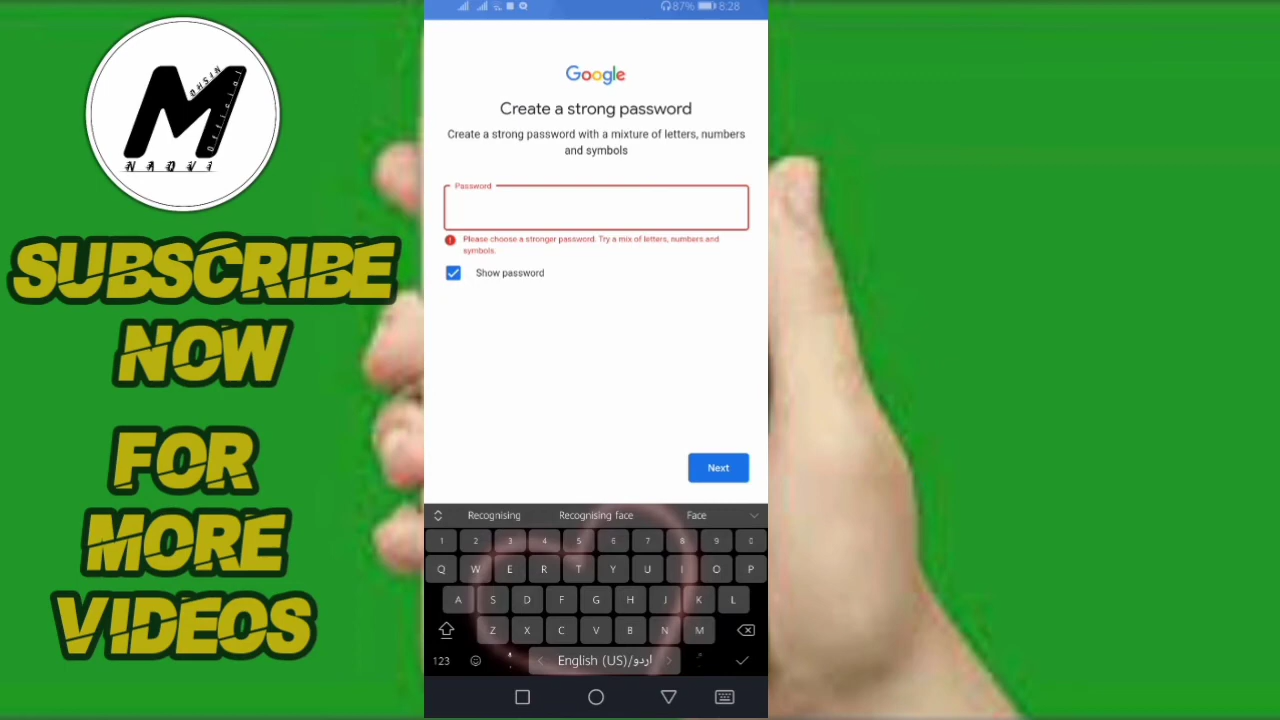 M
OHSIN
Official
NADVI
SUBSCRIBE
NOW
FOR
MORE
VIDEOS
87% 8:28
Google
Create a strong password
Create a strong password with a mixture of letters, numbers
and symbols
Password
Please choose a stronger password. Try a mix of letters, numbers and
symbols.
Show password
Next
Recognising Recognising face Face
1 2 3 4 5 6 7 8 9 0
Q W E R T Y U I O P
A S D F G H J K L
Z X C V B N M
123 English (US)/اردو